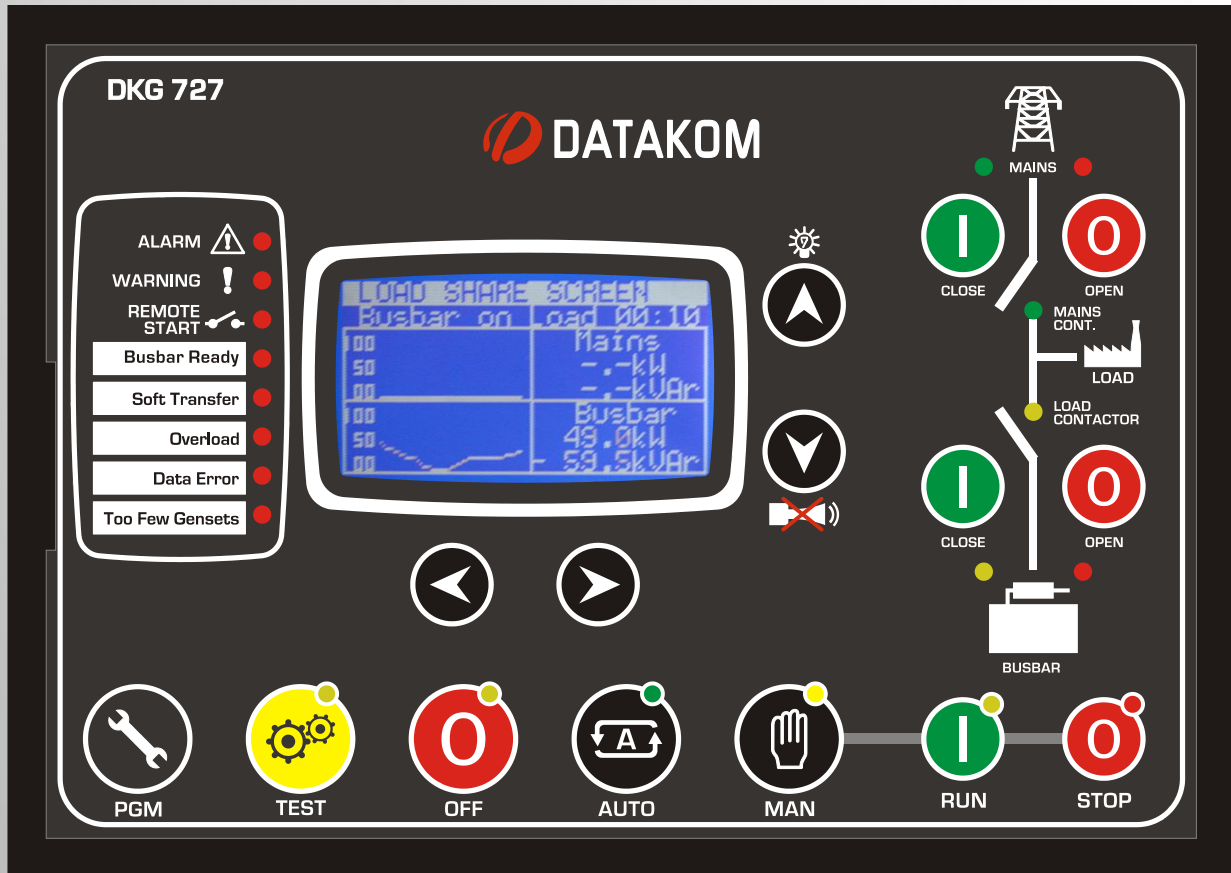 DKG 727
DATAKOM
ALARM
WARNING
REMOTE
START
Busbar Ready
Soft Transfer
Overload
Data Error
Too Few Gensets
LOAD SHARE SCREEN
Busbar on Load 00:10
100
50
00
Mains
-.-kW
-.-kVAr
100
50
00
Busbar
49.0kW
- 59.5kVAr
MAINS
CLOSE
OPEN
MAINS
CONT.
LOAD
LOAD
CONTACTOR
CLOSE
OPEN
BUSBAR
PGM
TEST
O
OFF
A
AUTO
MAN
I
RUN
O
STOP